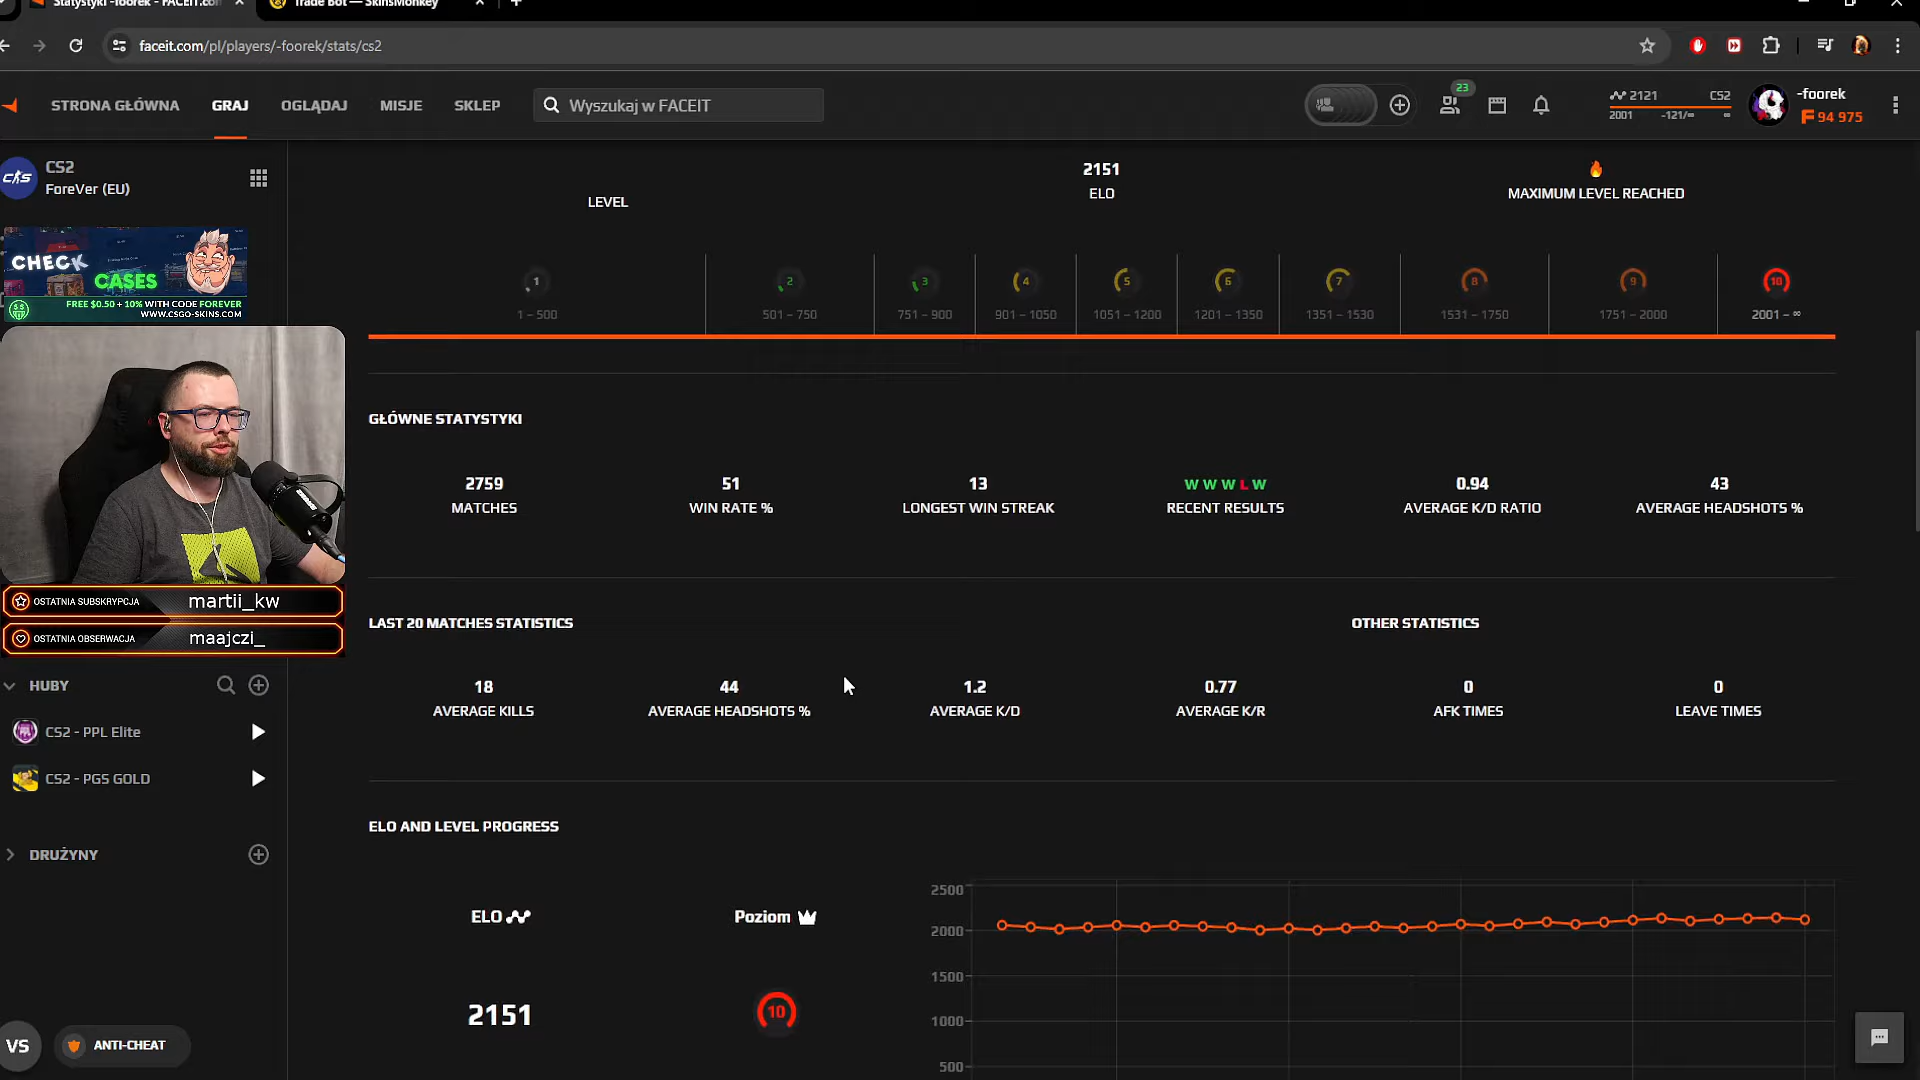 Statystyki -foorek - FACEIT.com
Trade Bot — SkinsMonkey
faceit.com/pl/players/-foorek/stats/cs2
STRONA GŁÓWNA
GRAJ
OGLĄDAJ
MISJE
SKLEP
Wyszukaj w FACEIT
23
2121
CS2
2001
-121/∞
∞
-foorek
94 975
CS2
ForeVer (EU)
CHECK
CASES
FREE $0.50 + 10% WITH CODE FOREVER
WWW.CSGO-SKINS.COM
OSTATNIA SUBSKRYPCJA martii_kw
OSTATNIA OBSERWACJA maajczi_
HUBY
CS2 - PPL Elite
CS2 - PGS GOLD
DRUŻYNY
VS
ANTI-CHEAT
LEVEL
2151
ELO
MAXIMUM LEVEL REACHED
1 2 3 4 5 6 7 8 9 10
1 – 500 501 – 750 751 – 900 901 – 1050 1051 – 1200 1201 – 1350 1351 – 1530 1531 – 1750 1751 – 2000 2001 – ∞
GŁÓWNE STATYSTYKI
2759 51 13 W W W L W 0.94 43
MATCHES WIN RATE % LONGEST WIN STREAK RECENT RESULTS AVERAGE K/D RATIO AVERAGE HEADSHOTS %
LAST 20 MATCHES STATISTICS
OTHER STATISTICS
18 44 1.2 0.77 0 0
AVERAGE KILLS AVERAGE HEADSHOTS % AVERAGE K/D AVERAGE K/R AFK TIMES LEAVE TIMES
ELO AND LEVEL PROGRESS
ELO
Poziom
2151
10
2500
2000
1500
1000
500